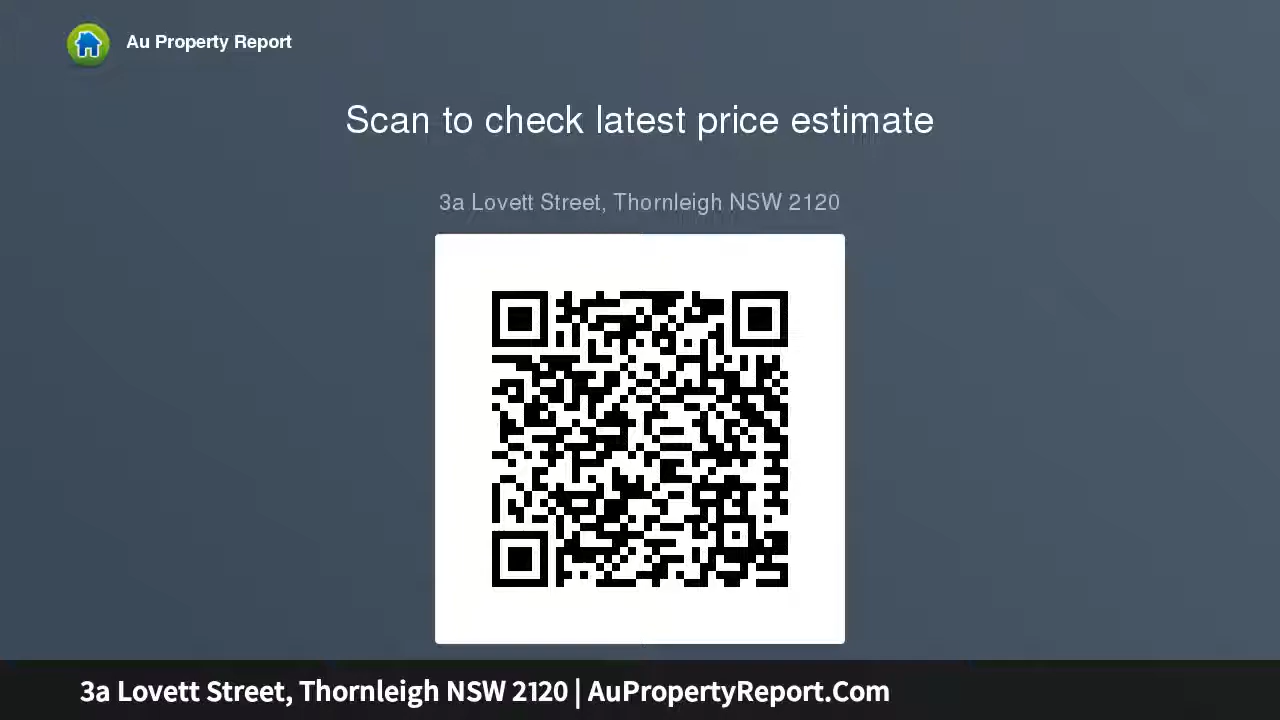 Au Property Report
Scan to check latest price estimate
3a Lovett Street, Thornleigh NSW 2120
3a Lovett Street, Thornleigh NSW 2120 | AuPropertyReport.Com